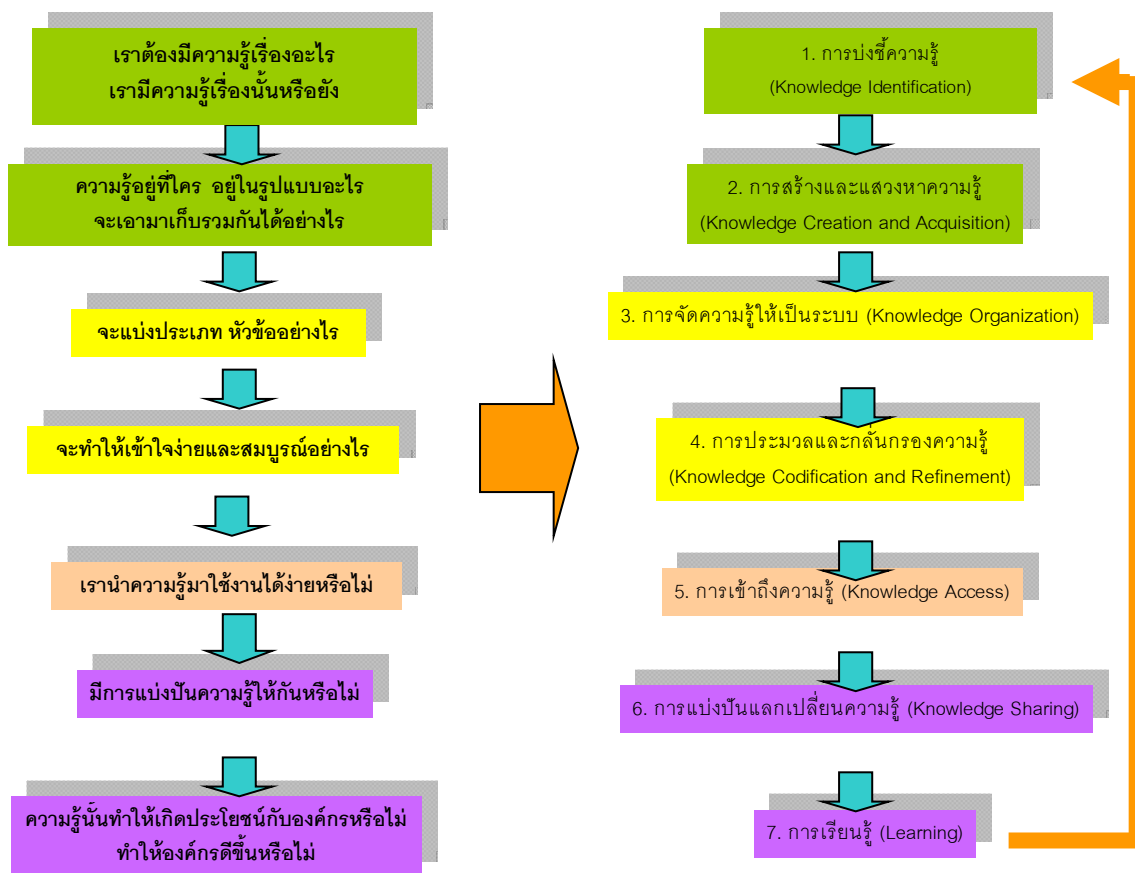 เราต้องมีความรู้เรื่องอะไร
เรามีความรู้เรื่องนั้นหรือยัง
ความรู้อยู่ที่ใคร อยู่ในรูปแบบอะไร
จะเอามาเก็บรวมกันได้อย่างไร
จะแบ่งประเภท หัวข้ออย่างไร
จะทำให้เข้าใจง่ายและสมบูรณ์อย่างไร
เรานำความรู้มาใช้งานได้ง่ายหรือไม่
มีการแบ่งปันความรู้ให้กันหรือไม่
ความรู้นั้นทำให้เกิดประโยชน์กับองค์กรหรือไม่
ทำให้องค์กรดีขึ้นหรือไม่
1. การบ่งชี้ความรู้
(Knowledge Identification)
2. การสร้างและแสวงหาความรู้
(Knowledge Creation and Acquisition)
3. การจัดความรู้ให้เป็นระบบ (Knowledge Organization)
4. การประมวลและกลั่นกรองความรู้
(Knowledge Codification and Refinement)
5. การเข้าถึงความรู้ (Knowledge Access)
6. การแบ่งปันแลกเปลี่ยนความรู้ (Knowledge Sharing)
7. การเรียนรู้ (Learning)